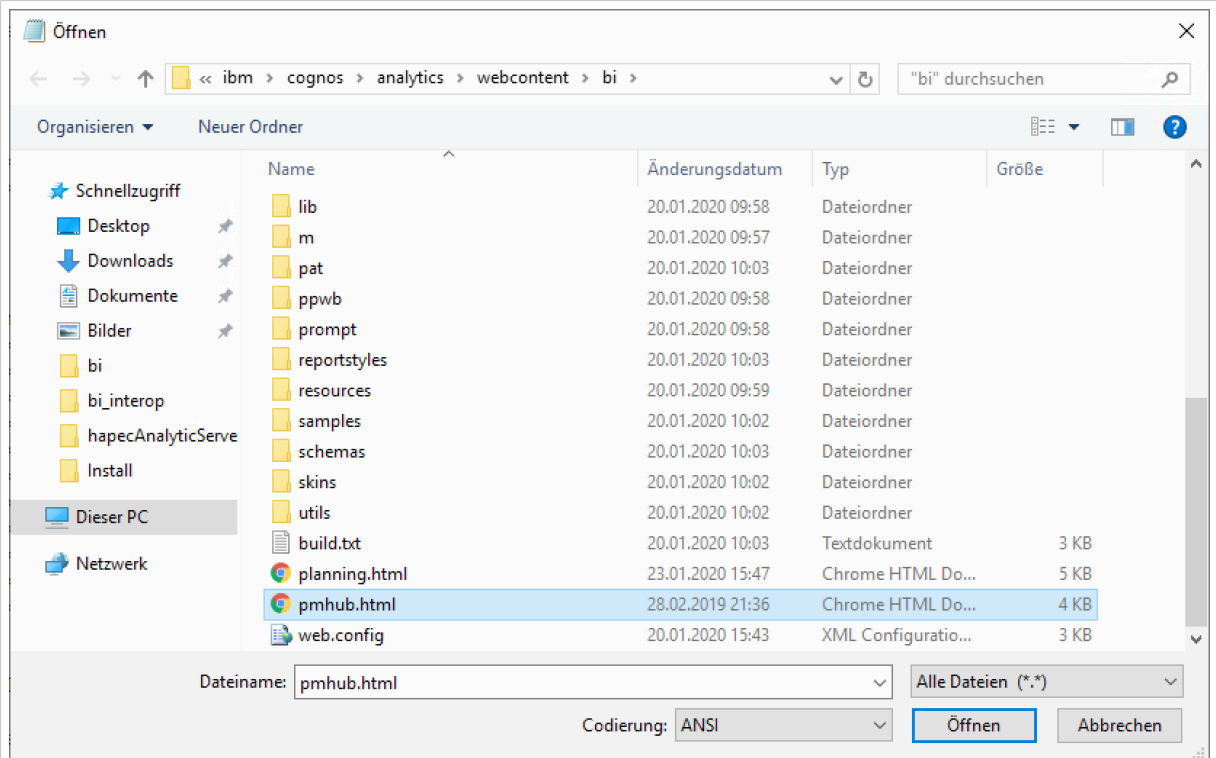 Öffnen
« ibm › cognos › analytics › webcontent › bi ›
"bi" durchsuchen
Organisieren
Neuer Ordner
?
Schnellzugriff
Desktop
Downloads
Dokumente
Bilder
bi
bi_interop
hapecAnalyticServe
Install
Dieser PC
Netzwerk
Name Änderungsdatum Typ Größe
lib 20.01.2020 09:58 Dateiordner
m 20.01.2020 09:57 Dateiordner
pat 20.01.2020 10:03 Dateiordner
ppwb 20.01.2020 09:58 Dateiordner
prompt 20.01.2020 09:58 Dateiordner
reportstyles 20.01.2020 10:03 Dateiordner
resources 20.01.2020 09:59 Dateiordner
samples 20.01.2020 10:02 Dateiordner
schemas 20.01.2020 10:03 Dateiordner
skins 20.01.2020 10:02 Dateiordner
utils 20.01.2020 10:02 Dateiordner
build.txt 20.01.2020 10:03 Textdokument 3 KB
planning.html 23.01.2020 15:47 Chrome HTML Do... 5 KB
pmhub.html 28.02.2019 21:36 Chrome HTML Do... 4 KB
web.config 20.01.2020 15:43 XML Configuratio... 3 KB
Dateiname: pmhub.html
Alle Dateien (*.*)
Codierung: ANSI
Öffnen
Abbrechen